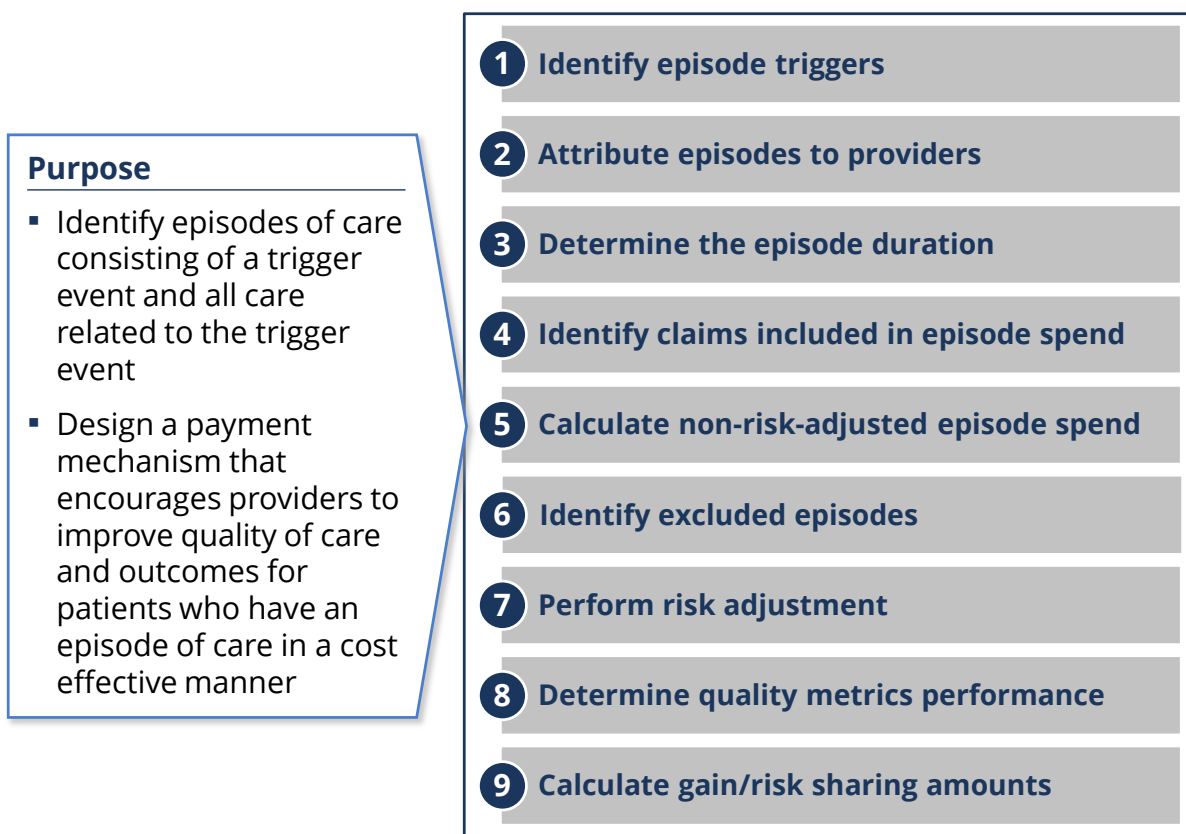 Purpose
▪ Identify episodes of care
consisting of a trigger
event and all care
related to the trigger
event
▪ Design a payment
mechanism that
encourages providers to
improve quality of care
and outcomes for
patients who have an
episode of care in a cost
effective manner
1 Identify episode triggers
2 Attribute episodes to providers
3 Determine the episode duration
4 Identify claims included in episode spend
5 Calculate non-risk-adjusted episode spend
6 Identify excluded episodes
7 Perform risk adjustment
8 Determine quality metrics performance
9 Calculate gain/risk sharing amounts